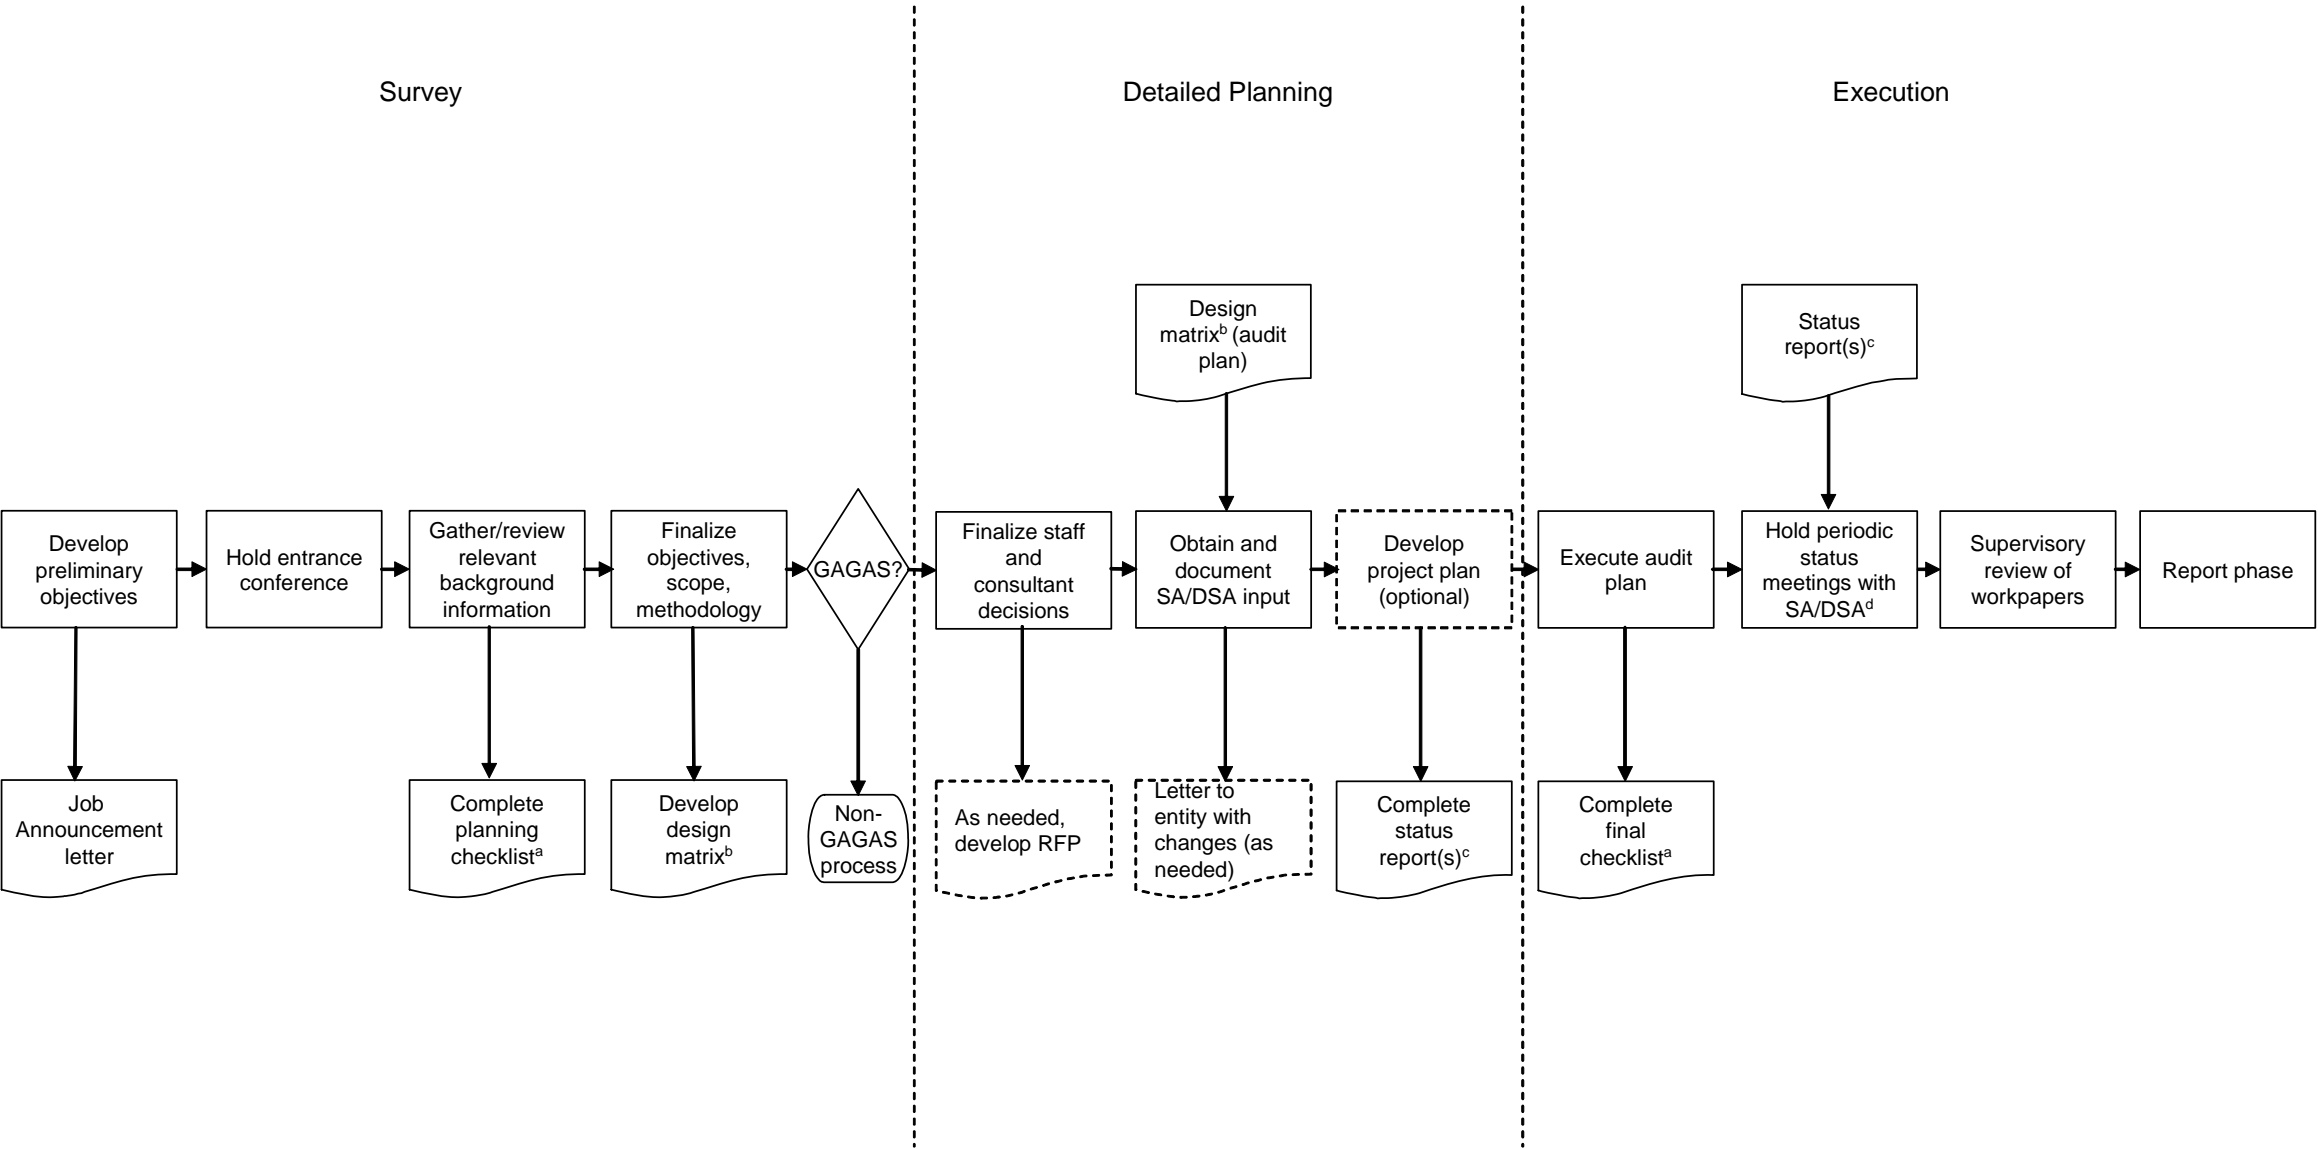 Survey
Detailed Planning
Execution
Design
matrixᵇ (audit
plan)
Status
report(s)ᶜ
Develop
preliminary
objectives
Hold entrance
conference
Gather/review
relevant
background
information
Finalize
objectives,
scope,
methodology
GAGAS?
Finalize staff
and
consultant
decisions
Obtain and
document
SA/DSA input
Develop
project plan
(optional)
Execute audit
plan
Hold periodic
status
meetings with
SA/DSAᵈ
Supervisory
review of
workpapers
Report phase
Job
Announcement
letter
Complete
planning
checklistᵃ
Develop
design
matrixᵇ
Non-
GAGAS
process
As needed,
develop RFP
Letter to
entity with
changes (as
needed)
Complete
status
report(s)ᶜ
Complete
final
checklistᵃ